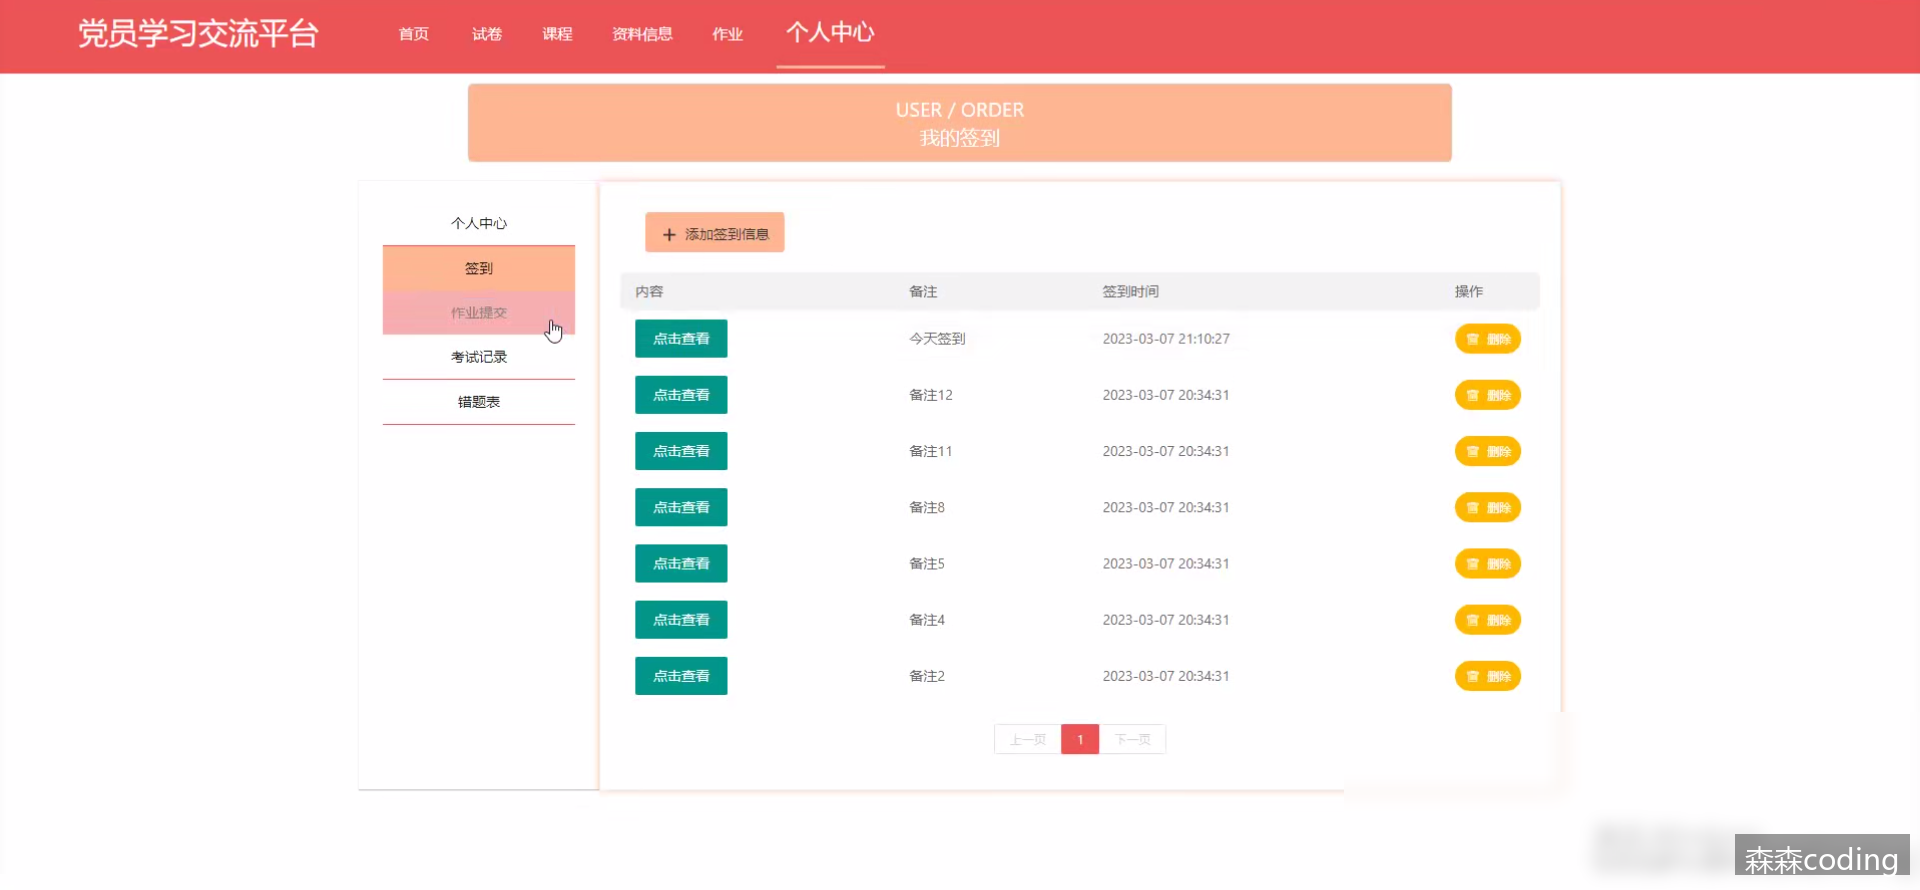 党员学习交流平台 首页 试卷 课程 资料信息 作业 个人中心
USER / ORDER
我的签到
个人中心
签到
作业提交
考试记录
错题表
添加签到信息
内容 备注 签到时间 操作
点击查看 今天签到 2023-03-07 21:10:27 删除
点击查看 备注12 2023-03-07 20:34:31 删除
点击查看 备注11 2023-03-07 20:34:31 删除
点击查看 备注8 2023-03-07 20:34:31 删除
点击查看 备注5 2023-03-07 20:34:31 删除
点击查看 备注4 2023-03-07 20:34:31 删除
点击查看 备注2 2023-03-07 20:34:31 删除
上一页 1 下一页
森森coding